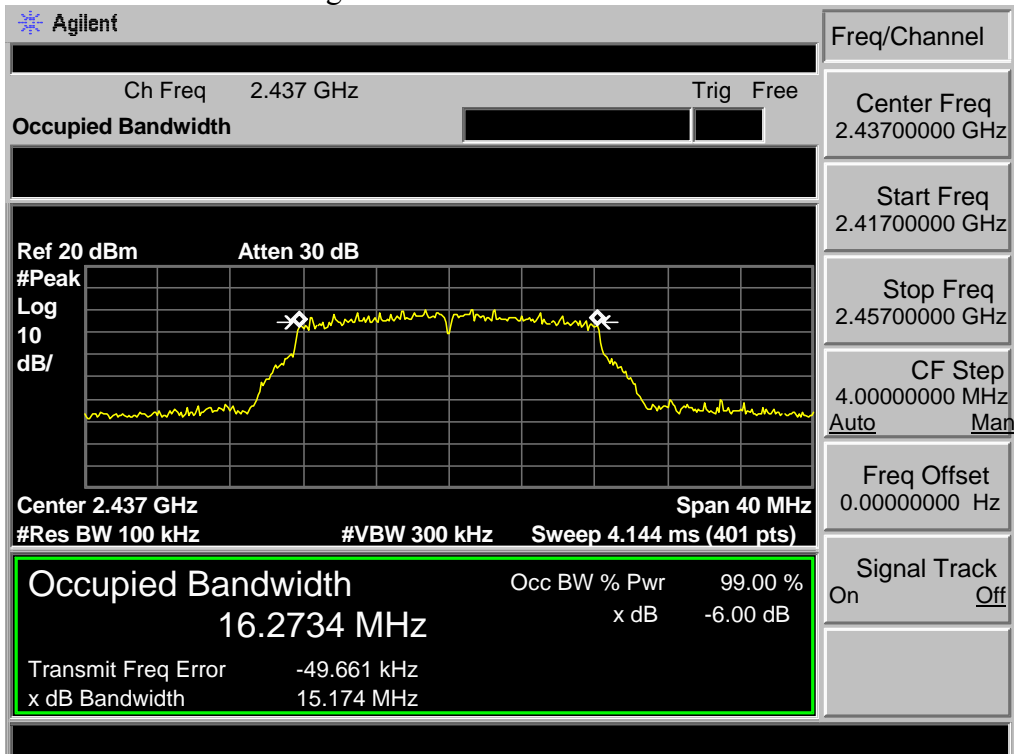 Agilent
Ch Freq 2.437 GHz Trig Free
Occupied Bandwidth
Ref 20 dBm Atten 30 dB
#Peak
Log
10
dB/
Center 2.437 GHz Span 40 MHz
#Res BW 100 kHz #VBW 300 kHz Sweep 4.144 ms (401 pts)
Occupied Bandwidth Occ BW % Pwr 99.00 %
16.2734 MHz x dB -6.00 dB
Transmit Freq Error -49.661 kHz
x dB Bandwidth 15.174 MHz
Freq/Channel
Center Freq
2.43700000 GHz
Start Freq
2.41700000 GHz
Stop Freq
2.45700000 GHz
CF Step
4.00000000 MHz
Auto Man
Freq Offset
0.00000000 Hz
Signal Track
On Off